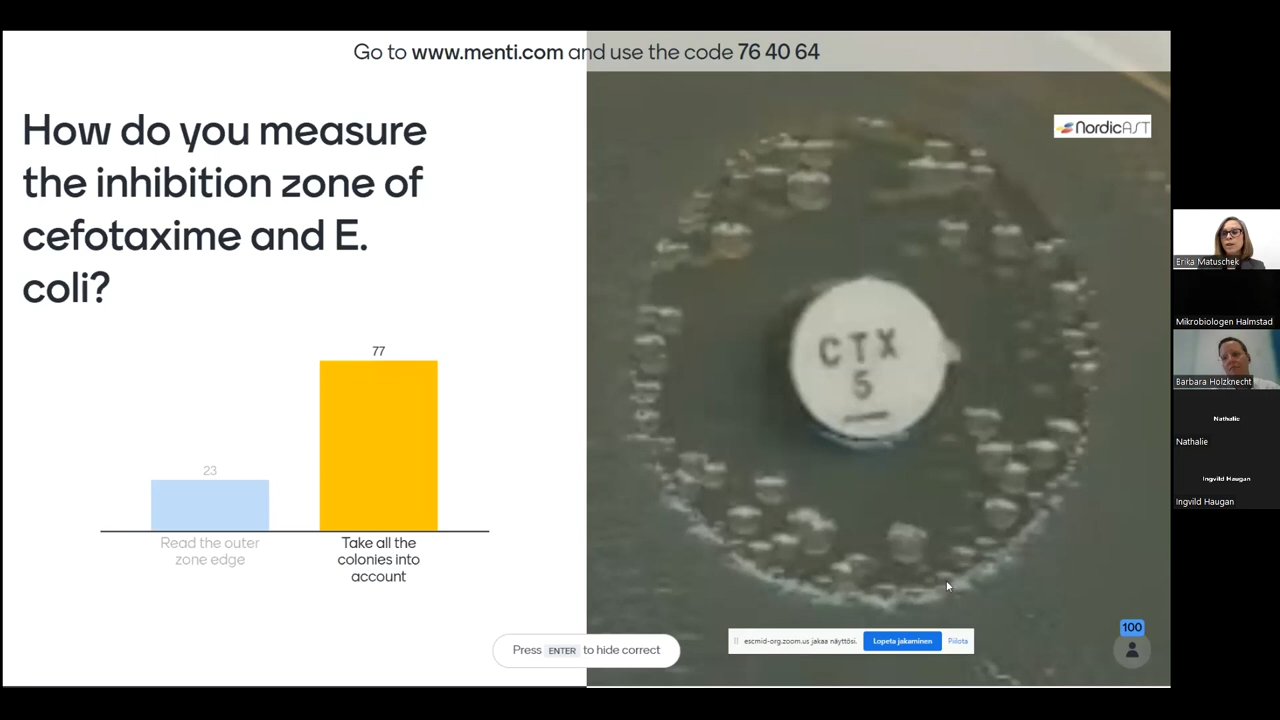 Go to www.menti.com and use the code 76 40 64
How do you measure
the inhibition zone of
cefotaxime and E.
coli?
77
23
Read the outer
zone edge
Take all the
colonies into
account
Press ENTER to hide correct
NordicAST
CTX
5
escmid-org.zoom.us jakaa näyttösi.
Lopeta jakaminen
Piilota
100
Erika Matuschek
Mikrobiologen Halmstad
Barbara Holzknecht
Nathalie
Nathalie
Ingvild Haugan
Ingvild Haugan